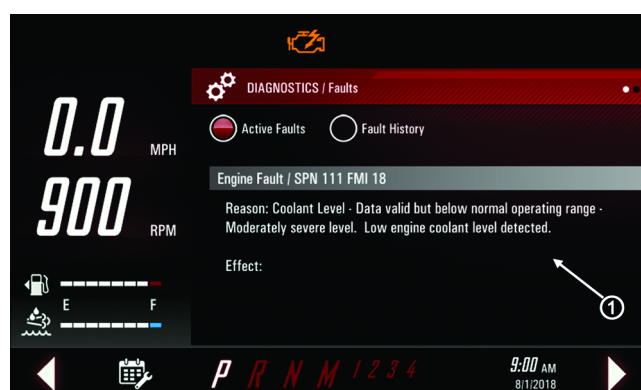 DIAGNOSTICS / Faults
0.0 MPH
Active Faults
Fault History
Engine Fault / SPN 111 FMI 18
900 RPM
Reason: Coolant Level - Data valid but below normal operating range -
Moderately severe level. Low engine coolant level detected.
Effect:
1
E F
P R N M 1 2 3 4
9:00 AM
8/1/2018